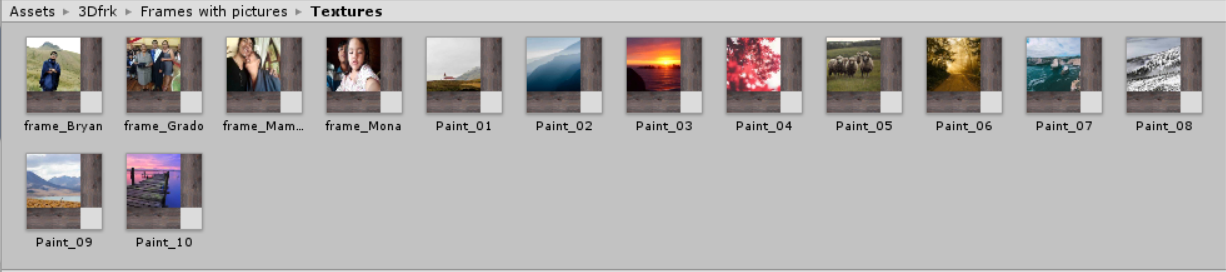 Assets ▸ 3Dfrk ▸ Frames with pictures ▸ Textures
frame_Bryan frame_Grado frame_Mam... frame_Mona Paint_01 Paint_02 Paint_03 Paint_04 Paint_05 Paint_06 Paint_07 Paint_08
Paint_09 Paint_10